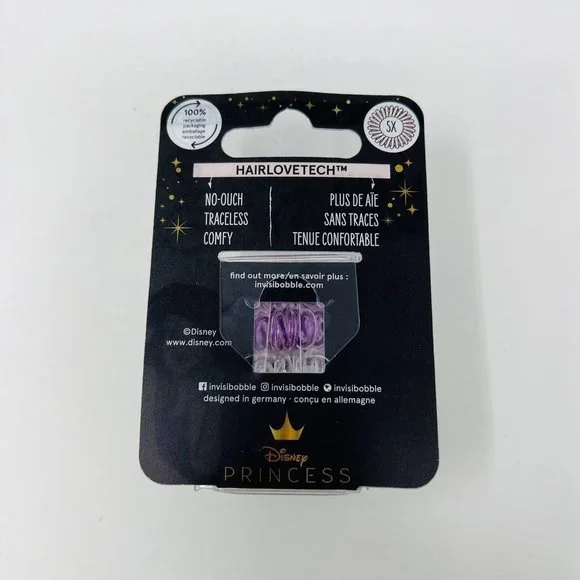 100%
recyclable
packaging
emballage
recyclable
5X
HAIRLOVETECH™
NO-OUCH
TRACELESS
COMFY
PLUS DE AÏE
SANS TRACES
TENUE CONFORTABLE
find out more/en savoir plus :
invisibobble.com
©Disney
www.disney.com
invisibobble invisibobble invisibobble
designed in germany · conçu en allemagne
Disney
PRINCESS